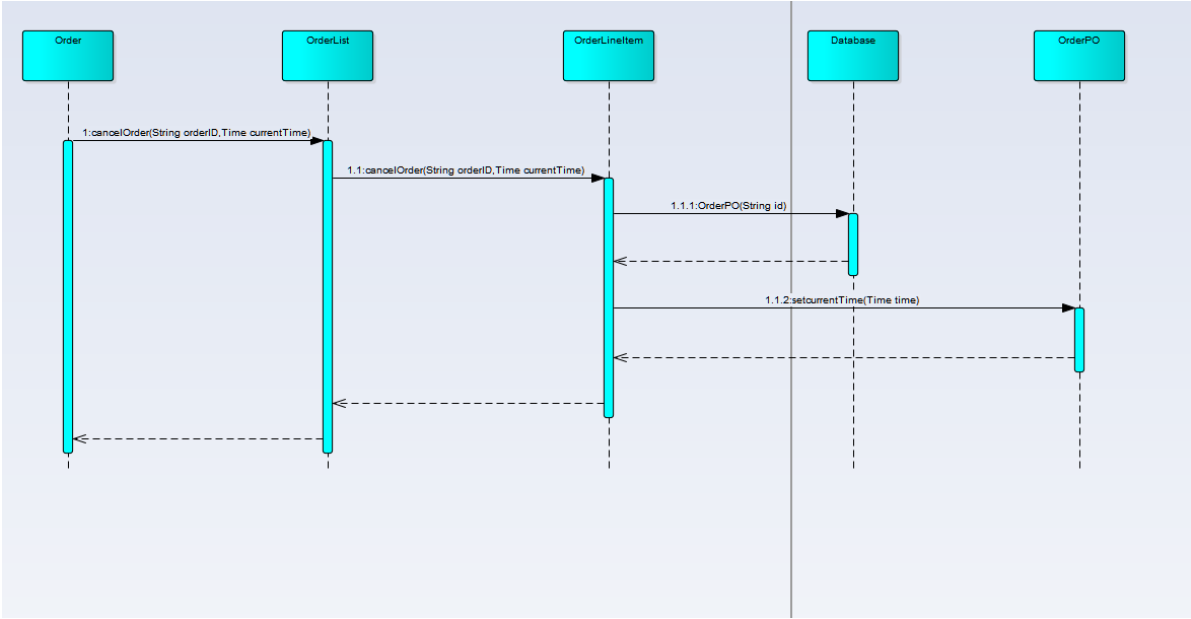 Order
OrderList
OrderLineItem
Database
OrderPO
1:cancelOrder(String orderID,Time currentTime)
1.1:cancelOrder(String orderID,Time currentTime)
1.1.1:OrderPO(String id)
1.1.2:setcurrentTime(Time time)